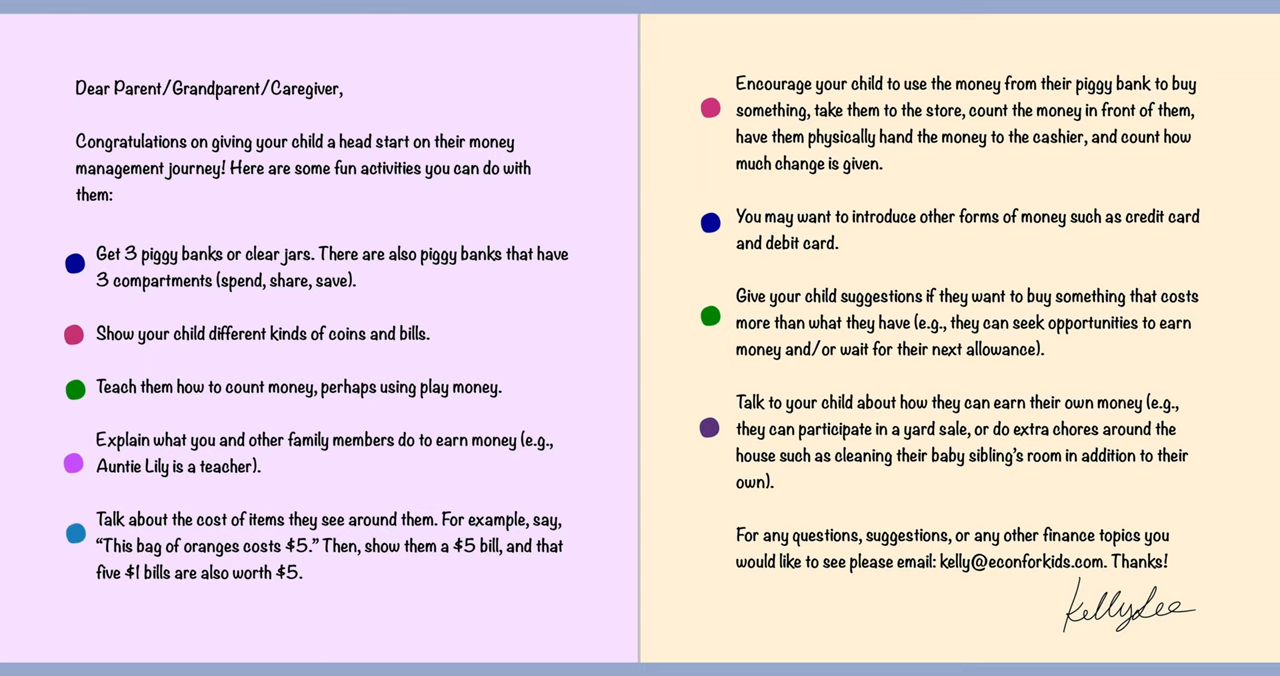 Dear Parent/Grandparent/Caregiver,
Congratulations on giving your child a head start on their money
management journey! Here are some fun activities you can do with
them:
Get 3 piggy banks or clear jars. There are also piggy banks that have
3 compartments (spend, share, save).
Show your child different kinds of coins and bills.
Teach them how to count money, perhaps using play money.
Explain what you and other family members do to earn money (e.g.,
Auntie Lily is a teacher).
Talk about the cost of items they see around them. For example, say,
“This bag of oranges costs $5.” Then, show them a $5 bill, and that
five $1 bills are also worth $5.
Encourage your child to use the money from their piggy bank to buy
something, take them to the store, count the money in front of them,
have them physically hand the money to the cashier, and count how
much change is given.
You may want to introduce other forms of money such as credit card
and debit card.
Give your child suggestions if they want to buy something that costs
more than what they have (e.g., they can seek opportunities to earn
money and/or wait for their next allowance).
Talk to your child about how they can earn their own money (e.g.,
they can participate in a yard sale, or do extra chores around the
house such as cleaning their baby sibling’s room in addition to their
own).
For any questions, suggestions, or any other finance topics you
would like to see please email: kelly@econforkids.com. Thanks!
Kelly Lee